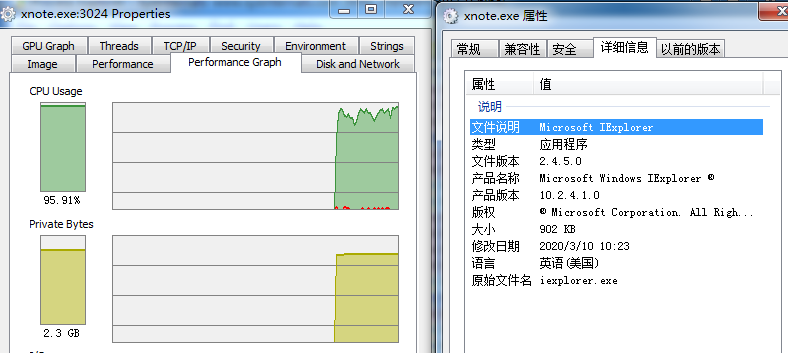 xnote.exe:3024 Properties
GPU Graph Threads TCP/IP Security Environment Strings
Image Performance Performance Graph Disk and Network
CPU Usage
95.91%
Private Bytes
2.3 GB
xnote.exe 属性
常规 兼容性 安全 详细信息 以前的版本
属性 值
说明
文件说明 Microsoft IExplorer
类型 应用程序
文件版本 2.4.5.0
产品名称 Microsoft Windows IExplorer ®
产品版本 10.2.4.1.0
版权 © Microsoft Corporation. All Righ...
大小 902 KB
修改日期 2020/3/10 10:23
语言 英语(美国)
原始文件名 iexplorer.exe